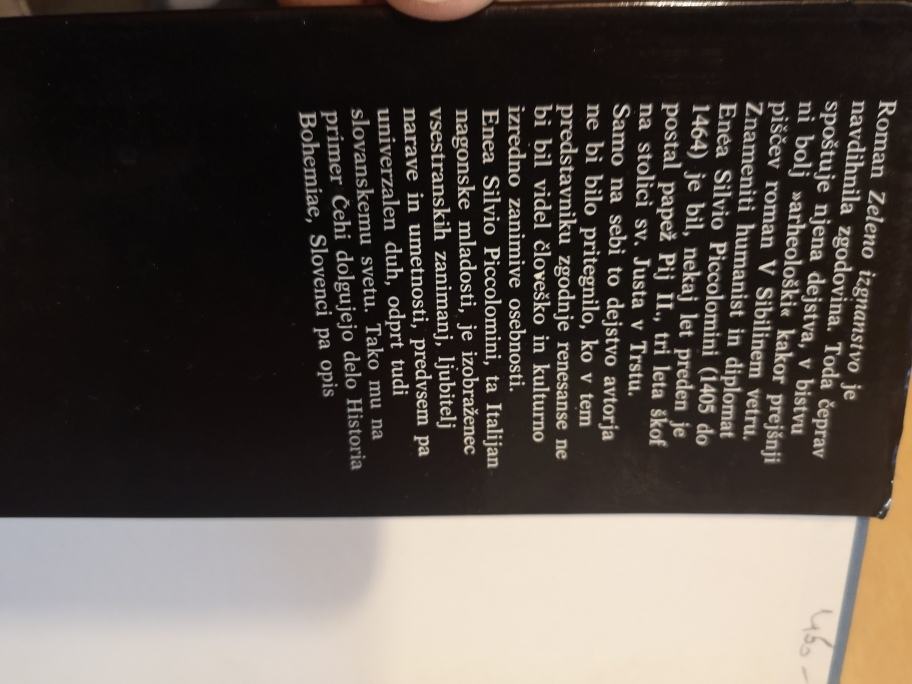 Roman Zeleno izgnanstvo je
navdihnila zgodovina. Toda čeprav
spoštuje njena dejstva, v bistvu
ni bolj »arheološki« kakor prejšnji
piščev roman V Sibilinem vetru.
Znameniti humanist in diplomat
Enea Silvio Piccolomini (1405 do
1464) je bil, nekaj let preden je
postal papež Pij II., tri leta škof
na stolici sv. Justa v Trstu.
Samo na sebi to dejstvo avtorja
ne bi bilo pritegnilo, ko v tem
predstavniku zgodnje renesanse ne
bi bil videl človeško in kulturno
izredno zanimive osebnosti.
Enea Silvio Piccolomini, ta Italijan
nagonske mladosti, je izobraženec
vsestranskih zanimanj, ljubitelj
narave in umetnosti, predvsem pa
univerzalen duh, odprt tudi
slovanskemu svetu. Tako mu na
primer Čehi dolgujejo delo Historia
Bohemiae, Slovenci pa opis